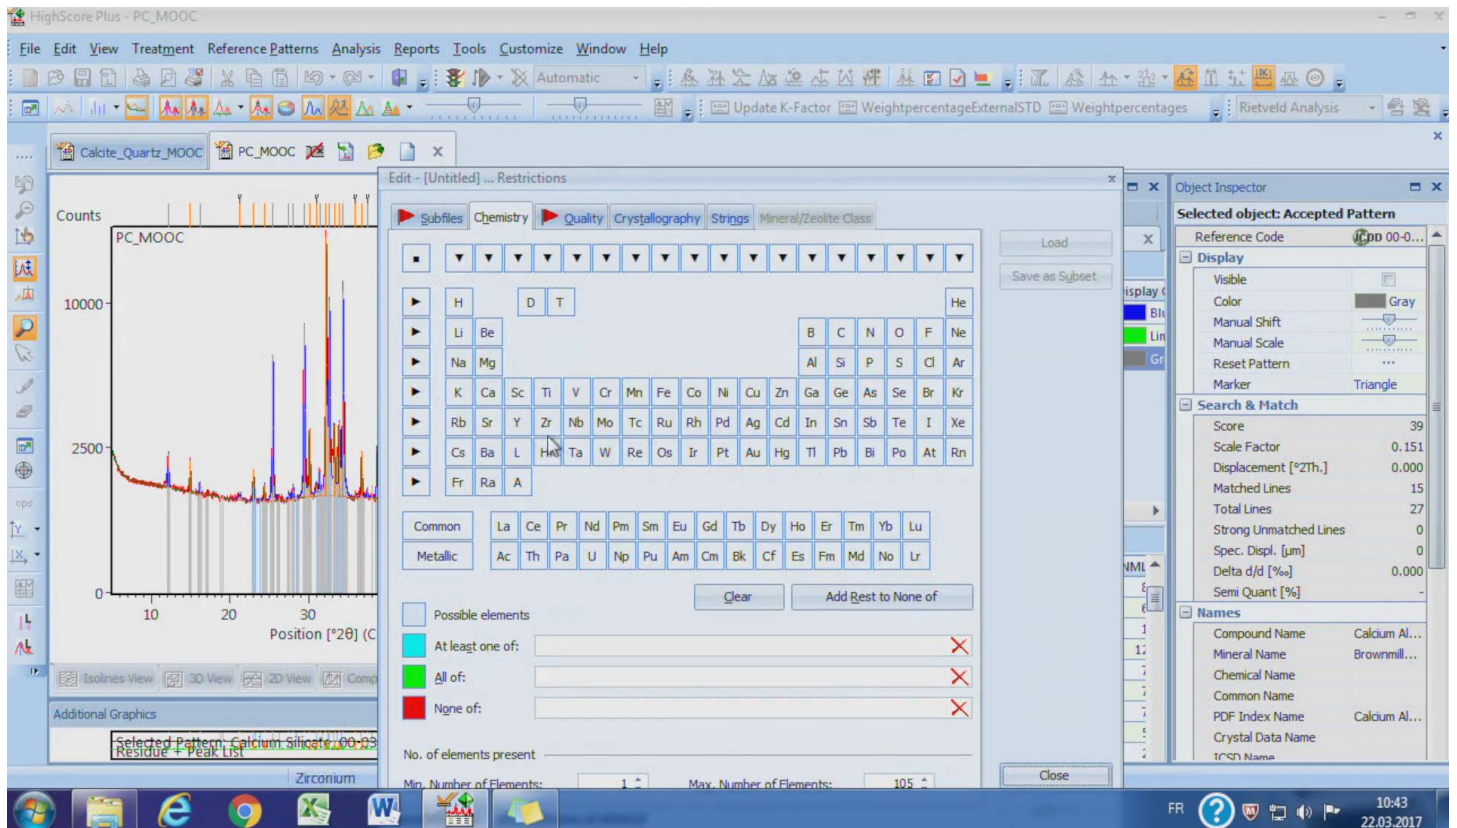 HighScore Plus - PC_MOOC
File Edit View Treatment Reference Patterns Analysis Reports Tools Customize Window Help
Automatic
Update K-Factor WeightpercentageExternalSTD Weightpercentages Rietveld Analysis
Calcite_Quartz_MOOC PC_MOOC
Edit - [Untitled] ... Restrictions
Subfiles Chemistry Quality Crystallography Strings Mineral/Zeolite Class
Load
Save as Subset
H D T He
Li Be B C N O F Ne
Na Mg Al Si P S Cl Ar
K Ca Sc Ti V Cr Mn Fe Co Ni Cu Zn Ga Ge As Se Br Kr
Rb Sr Y Zr Nb Mo Tc Ru Rh Pd Ag Cd In Sn Sb Te I Xe
Cs Ba L Hf Ta W Re Os Ir Pt Au Hg Tl Pb Bi Po At Rn
Fr Ra A
Common La Ce Pr Nd Pm Sm Eu Gd Tb Dy Ho Er Tm Yb Lu
Metallic Ac Th Pa U Np Pu Am Cm Bk Cf Es Fm Md No Lr
Clear Add Rest to None of
Possible elements
At least one of:
All of:
None of:
No. of elements present
Min. Number of Elements: 1 Max. Number of Elements: 105
Close
Counts
PC_MOOC
10000
2500
0
10 20 30
Position [°2θ] (C
Isolines View 3D View 2D View Comp
Additional Graphics
Selected Pattern: Calcium Silicate; 00-03
Residue + Peak List
Zirconium
Object Inspector
Selected object: Accepted Pattern
Reference Code ICDD 00-0...
Display
Visible
Color Gray
Manual Shift
Manual Scale
Reset Pattern ...
Marker Triangle
Search & Match
Score 39
Scale Factor 0.151
Displacement [°2Th.] 0.000
Matched Lines 15
Total Lines 27
Strong Unmatched Lines 0
Spec. Displ. [µm] 0
Delta d/d [‰] 0.000
Semi Quant [%] -
Names
Compound Name Calcium Al...
Mineral Name Brownmill...
Chemical Name
Common Name
PDF Index Name Calcium Al...
Crystal Data Name
ICSD Name
FR 10:43
22.03.2017